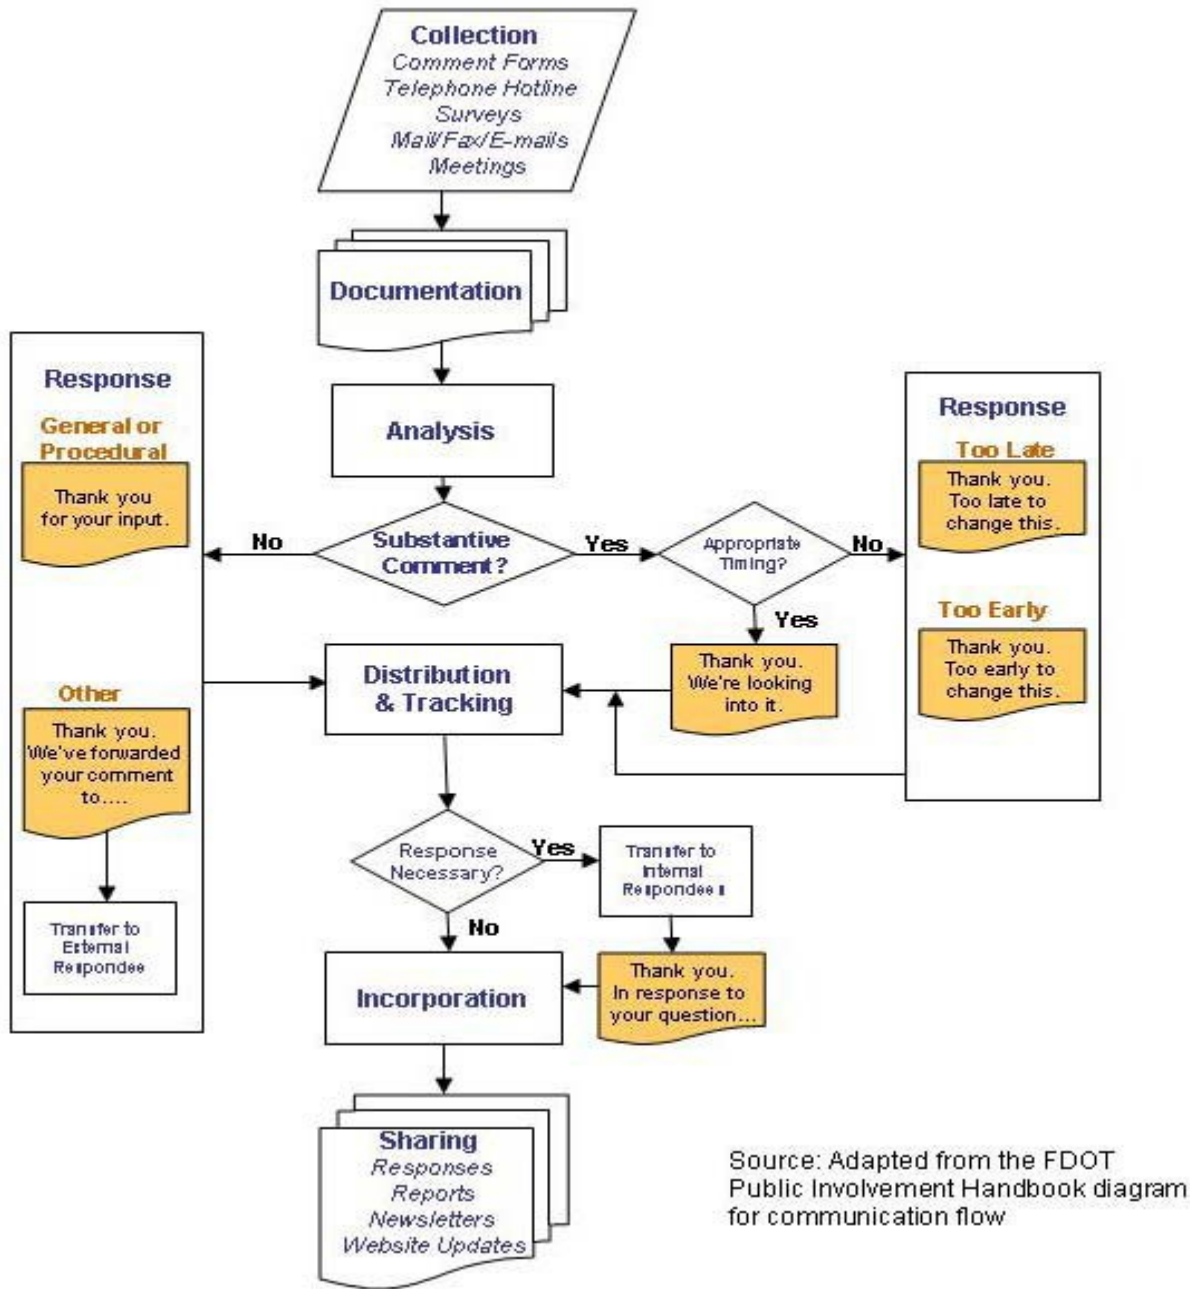 Collection
Comment Forms
Telephone Hotline
Surveys
Mail/Fax/E-mails
Meetings
Documentation
Analysis
Substantive
Comment?
No
Yes
Response
General or
Procedural
Thank you
for your input.
Other
Thank you.
We've forwarded
your comment
to....
Transfer to
External
Respondee
Appropriate
Timing?
No
Yes
Response
Too Late
Thank you.
Too late to
change this.
Too Early
Thank you.
Too early to
change this.
Thank you.
We're looking
into it.
Distribution
& Tracking
Response
Necessary?
Yes
No
Transfer to
Internal
Respondees
Thank you.
In response to
your question...
Incorporation
Sharing
Responses
Reports
Newsletters
Website Updates
Source: Adapted from the FDOT
Public Involvement Handbook diagram
for communication flow